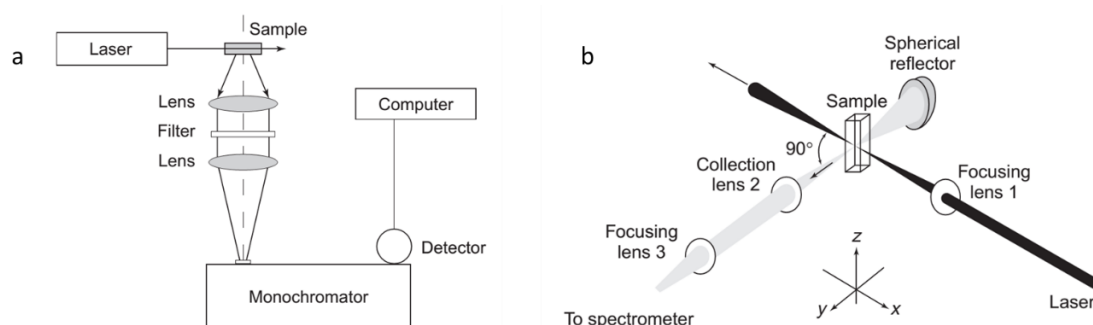 a
Laser
Sample
Lens
Filter
Lens
Computer
Detector
Monochromator
b
Spherical
reflector
Sample
90°
Collection
lens 2
Focusing
lens 1
Focusing
lens 3
z
y
x
Laser
To spectrometer